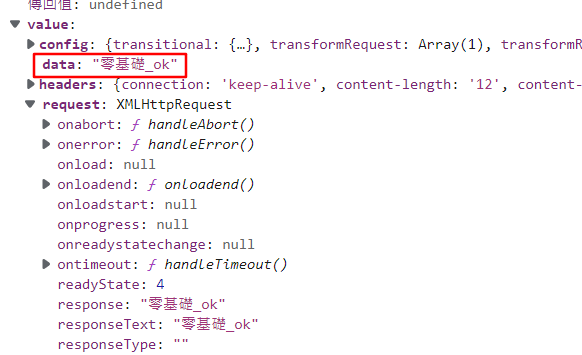 傳回值: undefined
▼ value:
▶ config: {transitional: {…}, transformRequest: Array(1), transformR
data: "零基礎_ok"
▶ headers: {connection: 'keep-alive', content-length: '12', content-
▼ request: XMLHttpRequest
▶ onabort: ƒ handleAbort()
▶ onerror: ƒ handleError()
onload: null
▶ onloadend: ƒ onloadend()
onloadstart: null
onprogress: null
onreadystatechange: null
▶ ontimeout: ƒ handleTimeout()
readyState: 4
response: "零基礎_ok"
responseText: "零基礎_ok"
responseType: ""